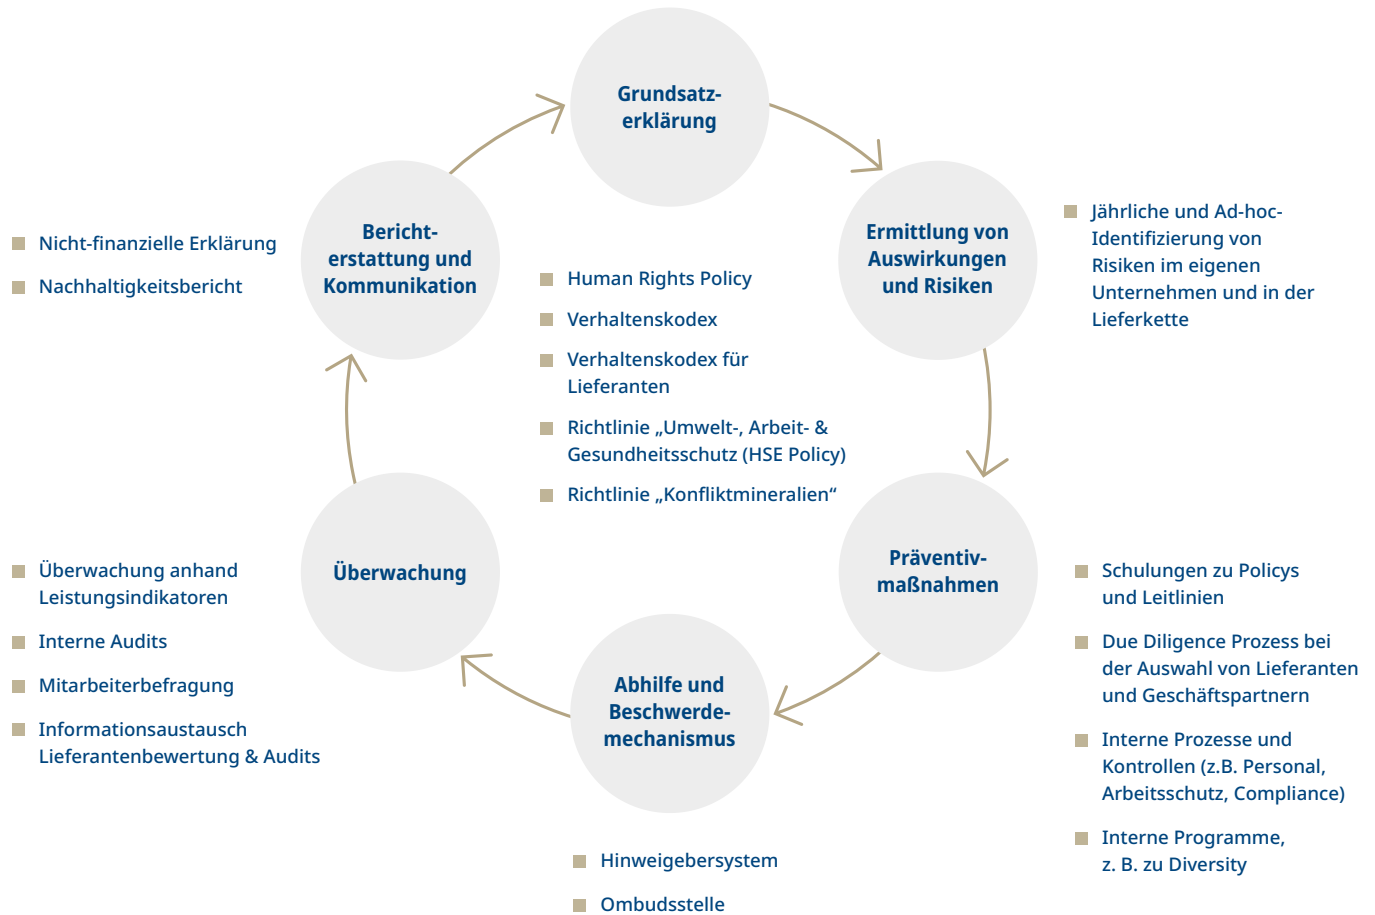 Grundsatz-
erklärung
Human Rights Policy
Verhaltenskodex
Verhaltenskodex für
Lieferanten
Richtlinie „Umwelt-, Arbeit- &
Gesundheitsschutz (HSE Policy)
Richtlinie „Konfliktmineralien“
Ermittlung von
Auswirkungen
und Risiken
Jährliche und Ad-hoc-
Identifizierung von
Risiken im eigenen
Unternehmen und in der
Lieferkette
Präventiv-
maßnahmen
Schulungen zu Policys
und Leitlinien
Due Diligence Prozess bei
der Auswahl von Lieferanten
und Geschäftspartnern
Interne Prozesse und
Kontrollen (z.B. Personal,
Arbeitsschutz, Compliance)
Interne Programme,
z. B. zu Diversity
Abhilfe und
Beschwerde-
mechanismus
Hinweigebersystem
Ombudsstelle
Überwachung
Überwachung anhand
Leistungsindikatoren
Interne Audits
Mitarbeiterbefragung
Informationsaustausch
Lieferantenbewertung & Audits
Bericht-
erstattung und
Kommunikation
Nicht-finanzielle Erklärung
Nachhaltigkeitsbericht